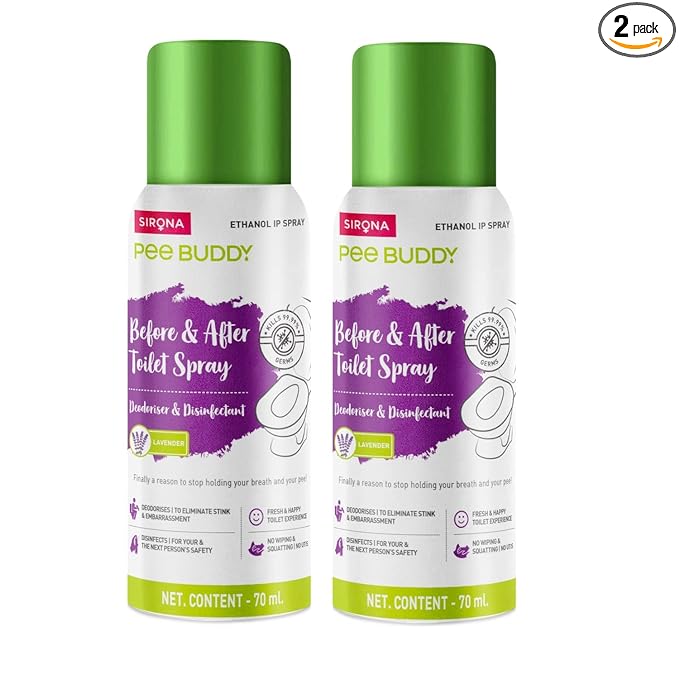 2 pack
SIRONA
ETHANOL IP SPRAY
Pee BUDDY
Before & After
Toilet Spray
KILLS 99.99%
GERMS
Deodoriser & Disinfectant
LAVENDER
Finally a reason to stop holding your breath and your pee!
DEODORISES | TO ELIMINATE STINK
& EMBARRASSMENT
FRESH & HAPPY
TOILET EXPERIENCE
DISINFECTS | FOR YOUR &
THE NEXT PERSON'S SAFETY
NO WIPING &
SQUATTING | NO UTIS
NET. CONTENT - 70 ml.
SIRONA
ETHANOL IP SPRAY
Pee BUDDY
Before & After
Toilet Spray
KILLS 99.99%
GERMS
Deodoriser & Disinfectant
LAVENDER
Finally a reason to stop holding your breath and your pee!
DEODORISES | TO ELIMINATE STINK
& EMBARRASSMENT
FRESH & HAPPY
TOILET EXPERIENCE
DISINFECTS | FOR YOUR &
THE NEXT PERSON'S SAFETY
NO WIPING &
SQUATTING | NO UTIS
NET. CONTENT - 70 ml.